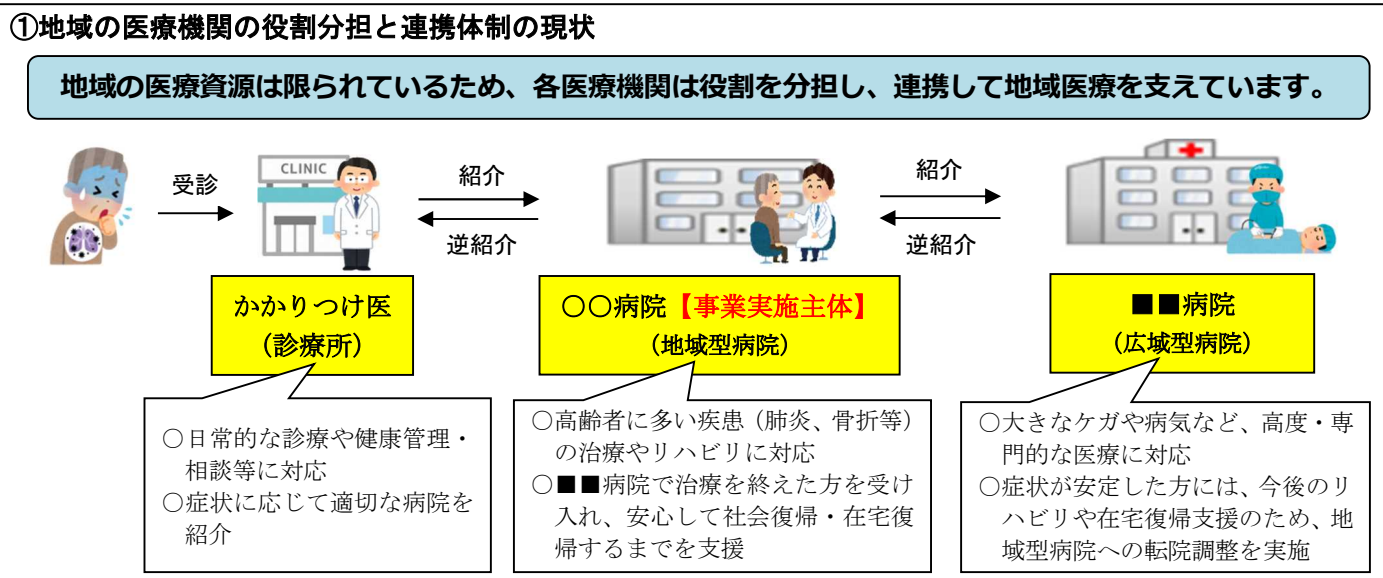 ①地域の医療機関の役割分担と連携体制の現状
地域の医療資源は限られているため、各医療機関は役割を分担し、連携して地域医療を支えています。
受診
CLINIC
紹介
逆紹介
紹介
逆紹介
かかりつけ医
（診療所）
〇〇病院【事業実施主体】
（地域型病院）
■■病院
（広域型病院）
〇日常的な診療や健康管理・
相談等に対応
〇症状に応じて適切な病院を
紹介
〇高齢者に多い疾患（肺炎、骨折等）
の治療やリハビリに対応
〇■■病院で治療を終えた方を受け
入れ、安心して社会復帰・在宅復
帰するまでを支援
〇大きなケガや病気など、高度・専
門的な医療に対応
〇症状が安定した方には、今後のリ
ハビリや在宅復帰支援のため、地
域型病院への転院調整を実施